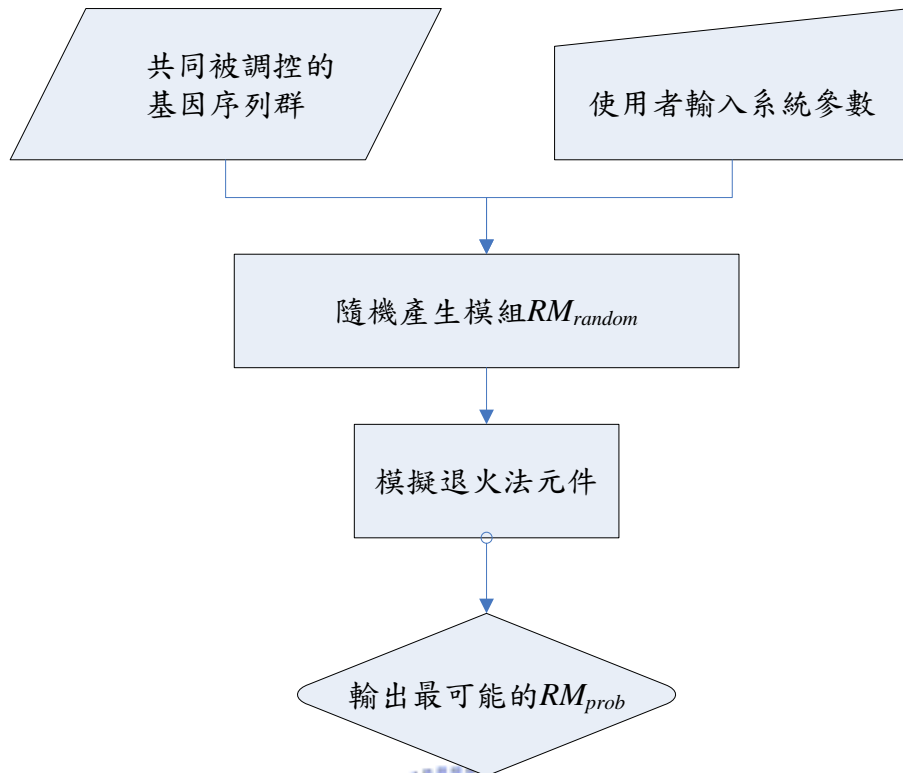 共同被調控的
基因序列群
使用者輸入系統參數
隨機產生模組RM_random
模擬退火法元件
輸出最可能的RM_prob